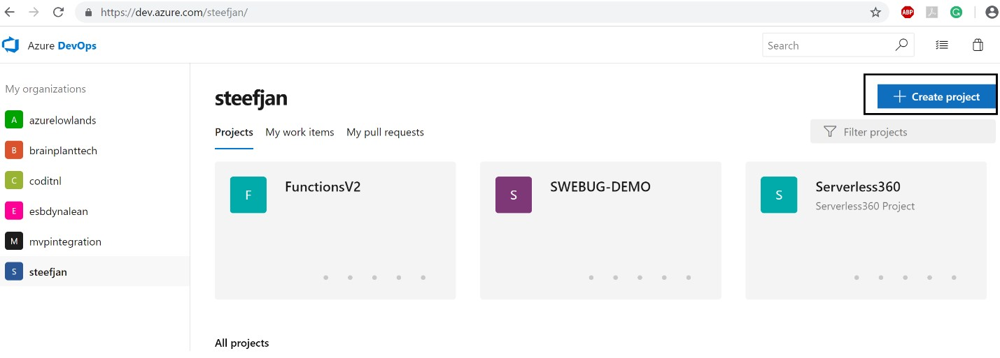 https://dev.azure.com/steefjan/
ABP
Azure DevOps
Search
My organizations
A azurelowlands
B brainplanttech
C coditnl
E esbdynalean
M mvpintegration
S steefjan
steefjan
+ Create project
Projects My work items My pull requests
Filter projects
F FunctionsV2
S SWEBUG-DEMO
S Serverless360
Serverless360 Project
All projects